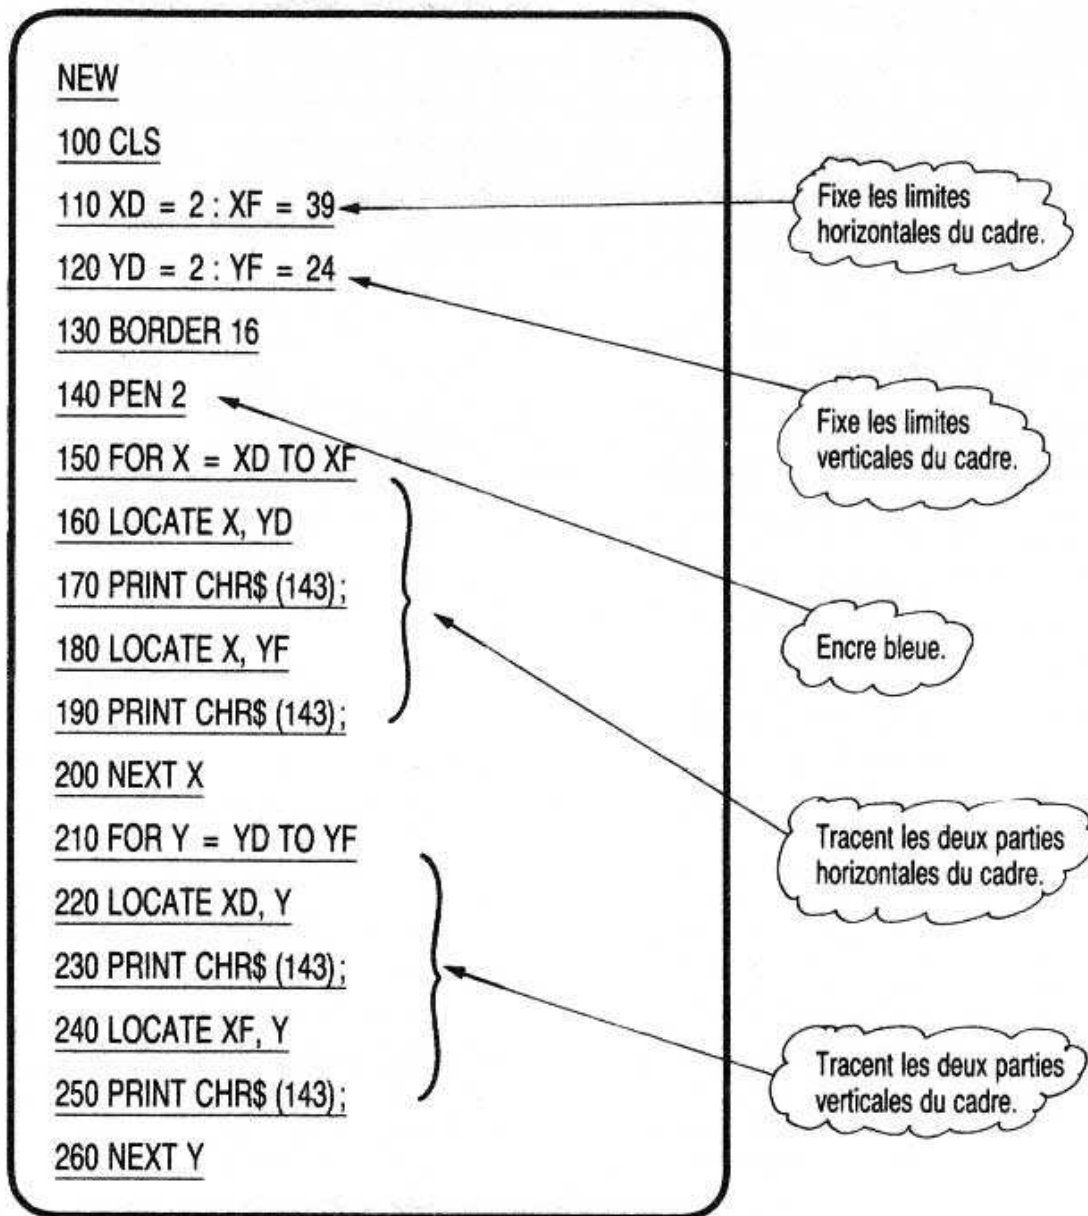 NEW
100 CLS
110 XD = 2 : XF = 39
Fixe les limites
horizontales du cadre.
120 YD = 2 : YF = 24
130 BORDER 16
140 PEN 2
Fixe les limites
verticales du cadre.
150 FOR X = XD TO XF
160 LOCATE X, YD
170 PRINT CHR$ (143);
180 LOCATE X, YF
Encre bleue.
190 PRINT CHR$ (143);
200 NEXT X
210 FOR Y = YD TO YF
Tracent les deux parties
horizontales du cadre.
220 LOCATE XD, Y
230 PRINT CHR$ (143);
240 LOCATE XF, Y
250 PRINT CHR$ (143);
Tracent les deux parties
verticales du cadre.
260 NEXT Y